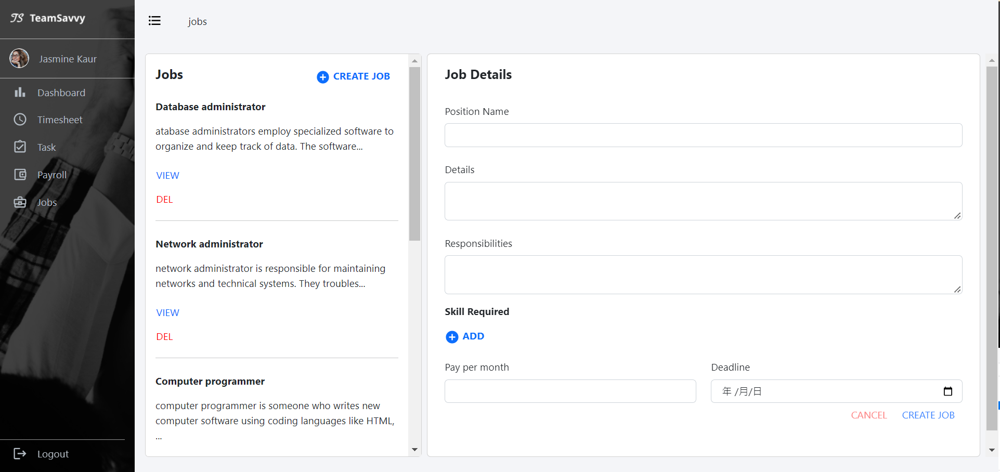 TS TeamSavvy
Jasmine Kaur
Dashboard
Timesheet
Task
Payroll
Jobs
Logout
jobs
Jobs
CREATE JOB
Database administrator
atabase administrators employ specialized software to
organize and keep track of data. The software...
VIEW
DEL
Network administrator
network administrator is responsible for maintaining
networks and technical systems. They troubles...
VIEW
DEL
Computer programmer
computer programmer is someone who writes new
computer software using coding languages like HTML,
...
Job Details
Position Name
Details
Responsibilities
Skill Required
ADD
Pay per month
Deadline
年 /月/日
CANCEL
CREATE JOB